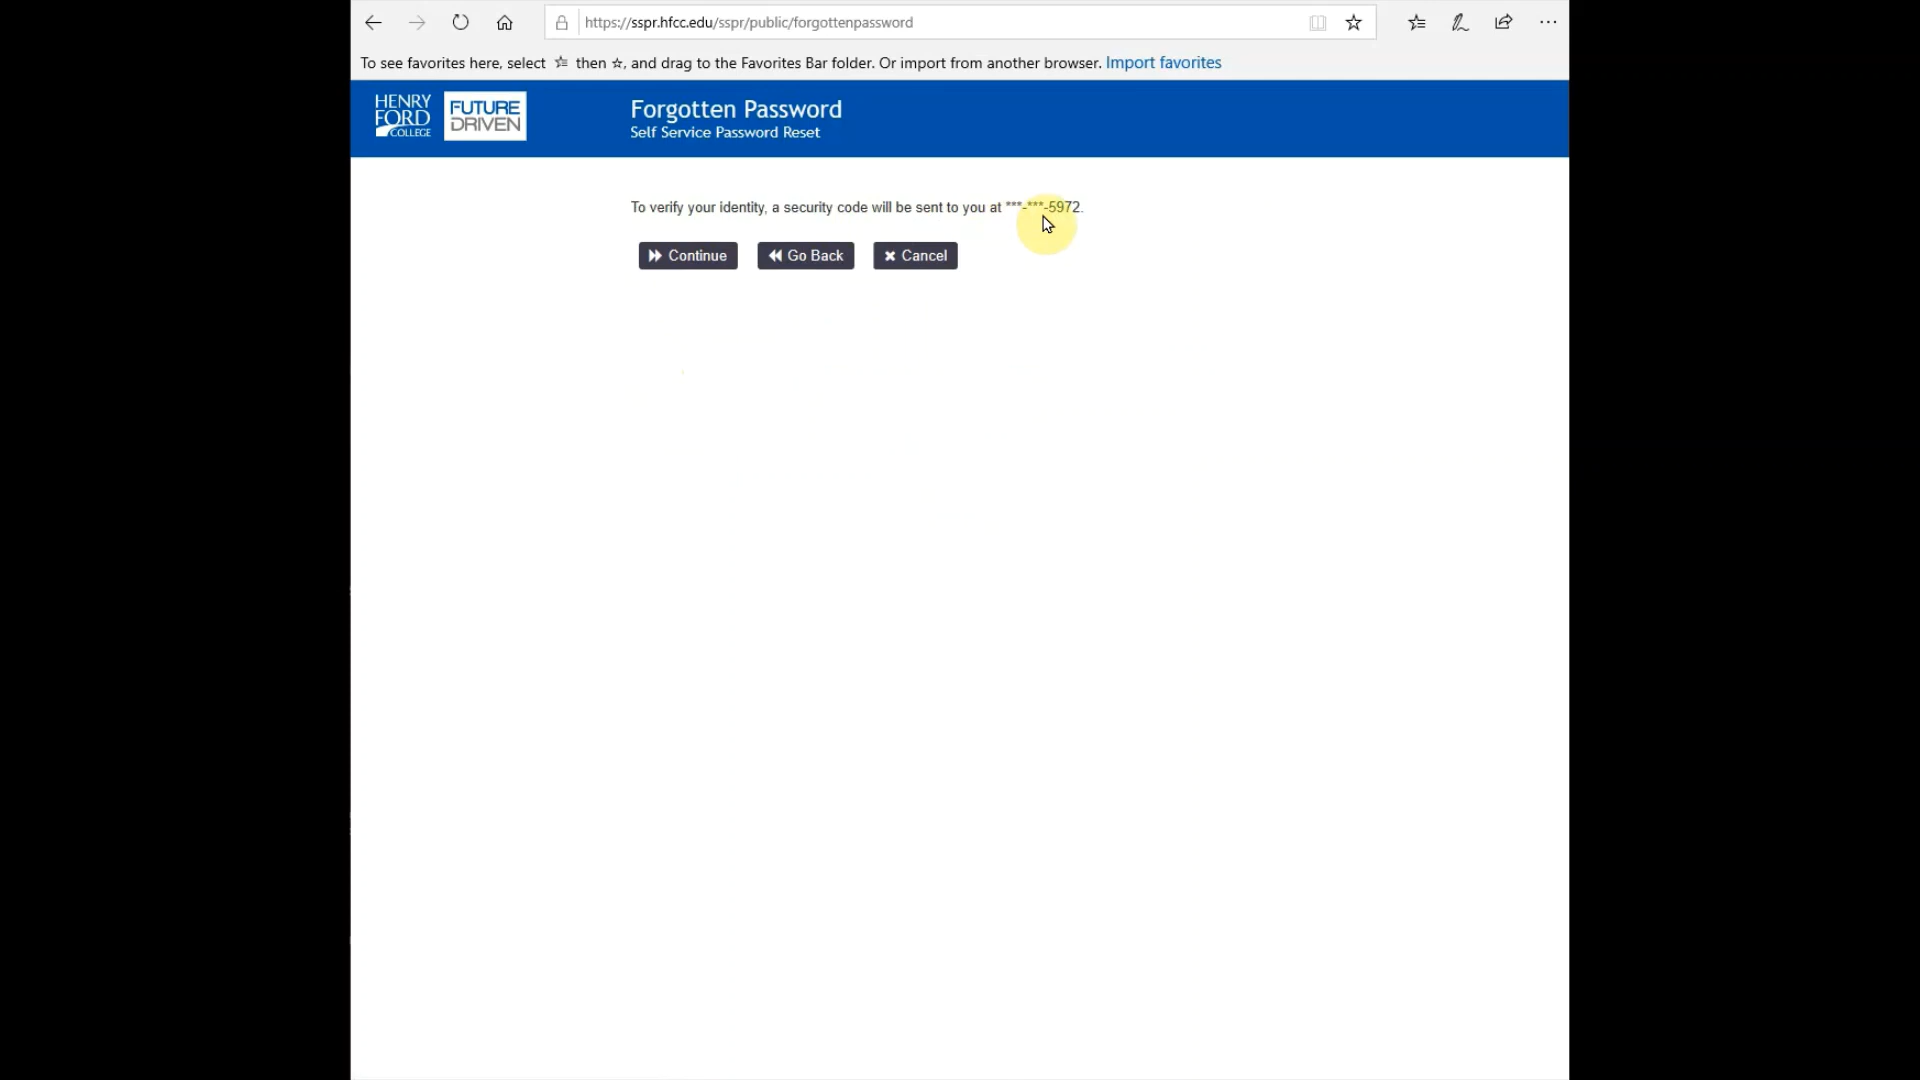 https://sspr.hfcc.edu/sspr/public/forgottenpassword
To see favorites here, select then , and drag to the Favorites Bar folder. Or import from another browser. Import favorites
HENRY
FORD
COLLEGE
FUTURE
DRIVEN
Forgotten Password
Self Service Password Reset
To verify your identity, a security code will be sent to you at ***-***-5972.
Continue
Go Back
Cancel